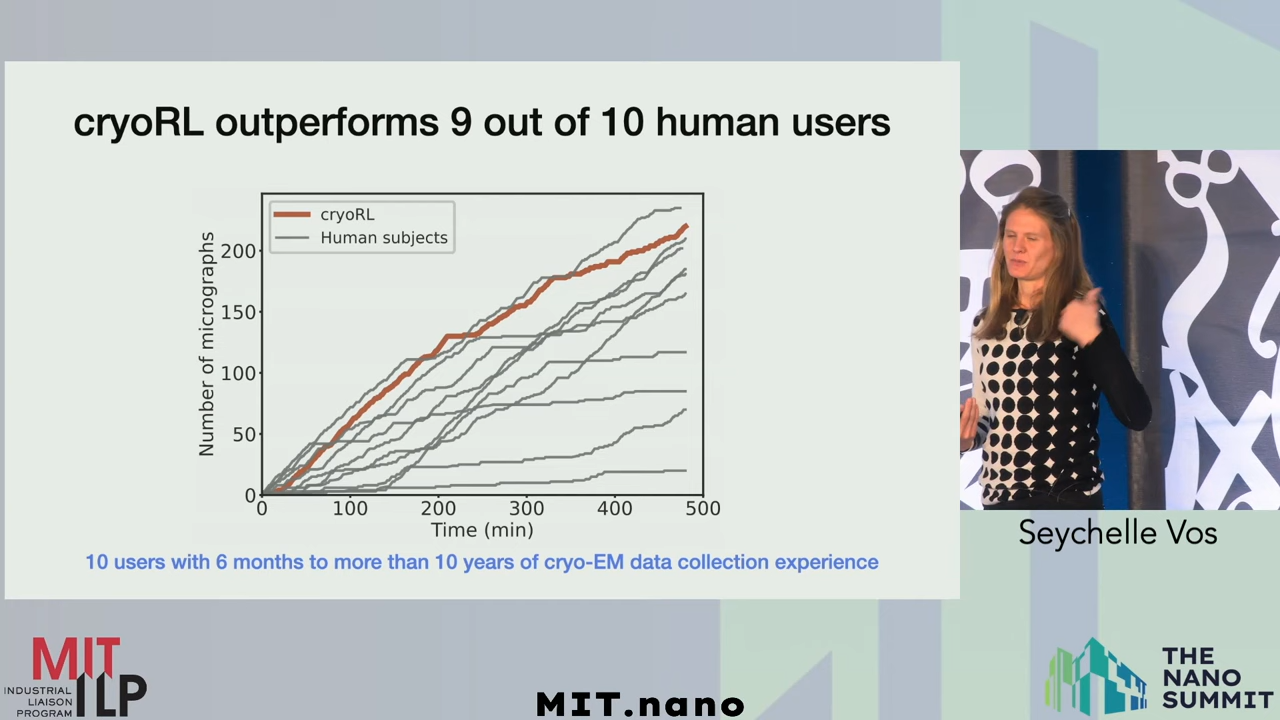 cryoRL outperforms 9 out of 10 human users
cryoRL
Human subjects
Number of micrographs
200
150
100
50
0
0 100 200 300 400 500
Time (min)
10 users with 6 months to more than 10 years of cryo-EM data collection experience
Seychelle Vos
MIT
INDUSTRIAL
LIAISON
PROGRAM
ILP
MIT.nano
THE
NANO
SUMMIT